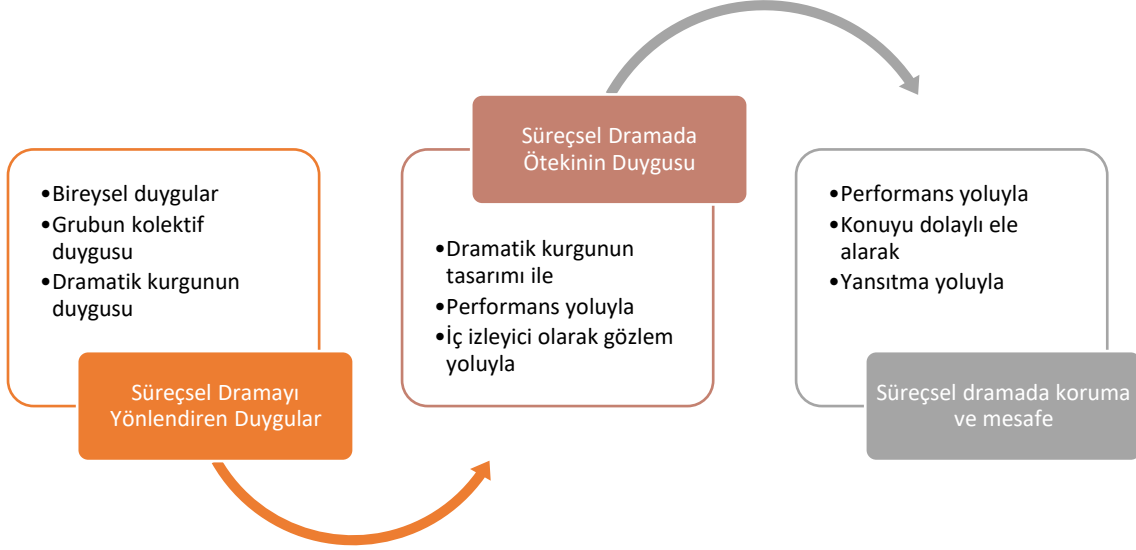 •Bireysel duygular
•Grubun kolektif
duygusu
•Dramatik kurgunun
duygusu
Süreçsel Dramayı
Yönlendiren Duygular
Süreçsel Dramada
Ötekinin Duygusu
•Dramatik kurgunun
tasarımı ile
•Performans yoluyla
•İç izleyici olarak gözlem
yoluyla
•Performans yoluyla
•Konuyu dolaylı ele
alarak
•Yansıtma yoluyla
Süreçsel dramada koruma
ve mesafe